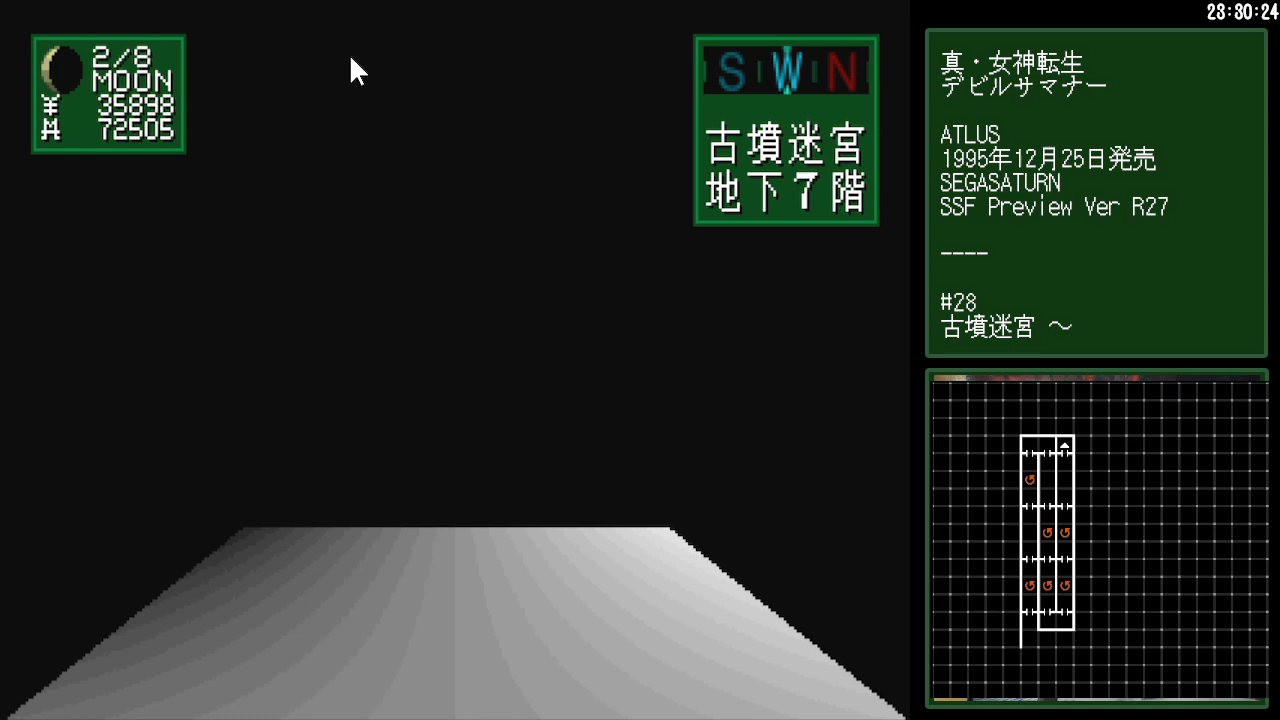 23:30:24
2/8
MOON
¥ 35898
72505
S W N
古墳迷宮
地下7階
真・女神転生
デビルサマナー
ATLUS
1995年12月25日発売
SEGASATURN
SSF Preview Ver R27
----
#28
古墳迷宮 ～